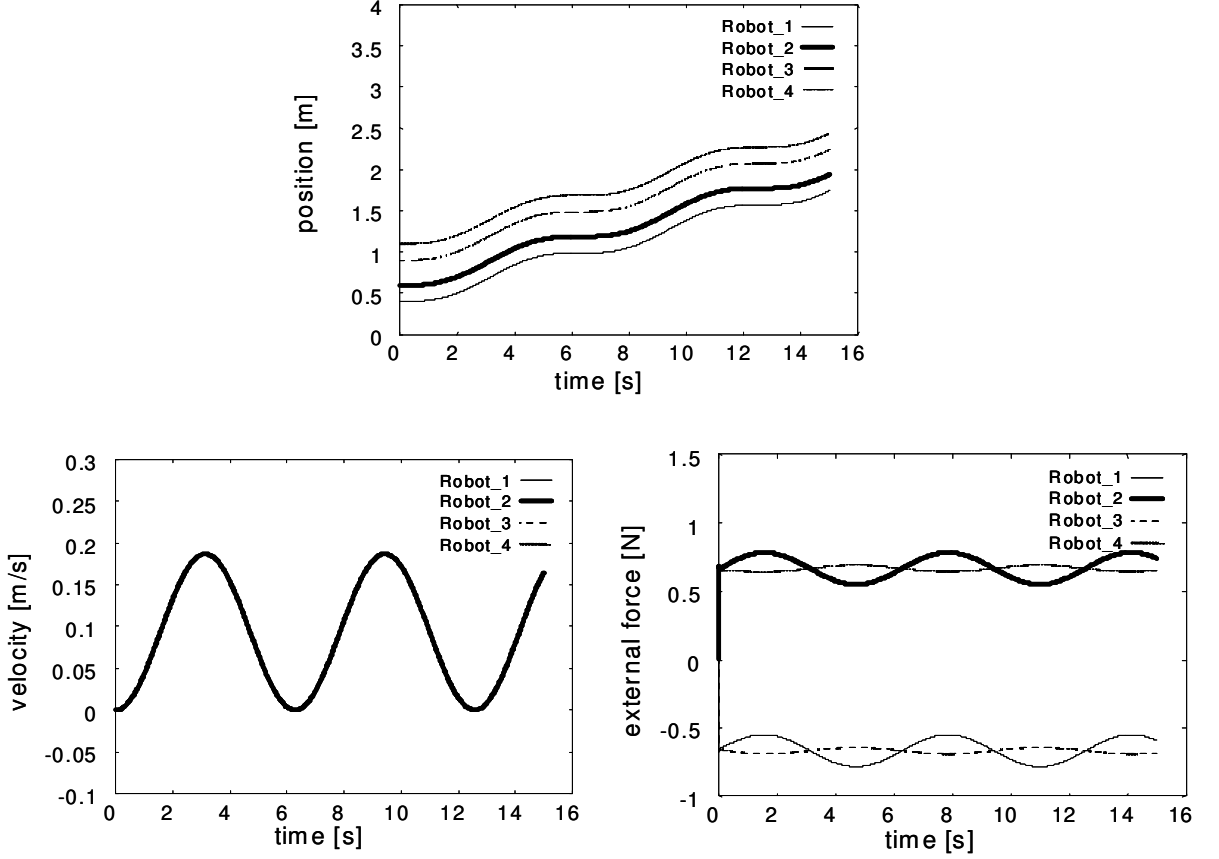 4
3.5
3
2.5
2
1.5
1
0.5
0
position [m]
Robot_1
Robot_2
Robot_3
Robot_4
0 2 4 6 8 10 12 14 16
time [s]
0.3
0.25
0.2
0.15
0.1
0.05
0
-0.05
-0.1
velocity [m/s]
Robot_1
Robot_2
Robot_3
Robot_4
0 2 4 6 8 10 12 14 16
time [s]
1.5
1
0.5
0
-0.5
-1
external force [N]
Robot_1
Robot_2
Robot_3
Robot_4
0 2 4 6 8 10 12 14 16
time [s]